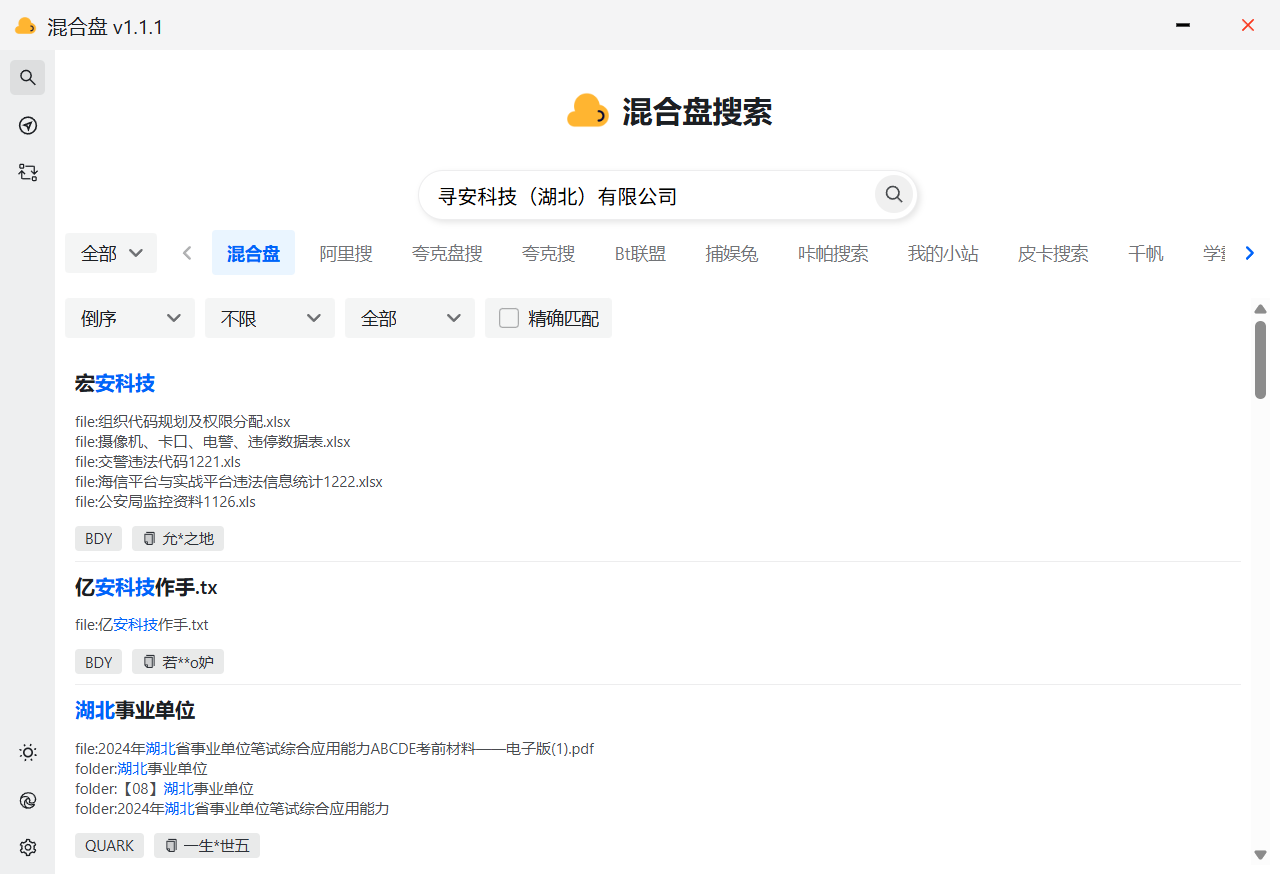 混合盘 v1.1.1
混合盘搜索
寻安科技（湖北）有限公司
全部 混合盘 阿里搜 夸克盘搜 夸克搜 Bt联盟 捕娱兔 咔帕搜索 我的小站 皮卡搜索 千帆 学
倒序 不限 全部 精确匹配
宏安科技
file:组织代码规划及权限分配.xlsx
file:摄像机、卡口、电警、违停数据表.xlsx
file:交警违法代码1221.xls
file:海信平台与实战平台违法信息统计1222.xlsx
file:公安局监控资料1126.xls
BDY 允*之地
亿安科技作手.tx
file:亿安科技作手.txt
BDY 若**o妒
湖北事业单位
file:2024年湖北省事业单位笔试综合应用能力ABCDE考前材料——电子版(1).pdf
folder:湖北事业单位
folder:【08】湖北事业单位
folder:2024年湖北省事业单位笔试综合应用能力
QUARK 一生*世五